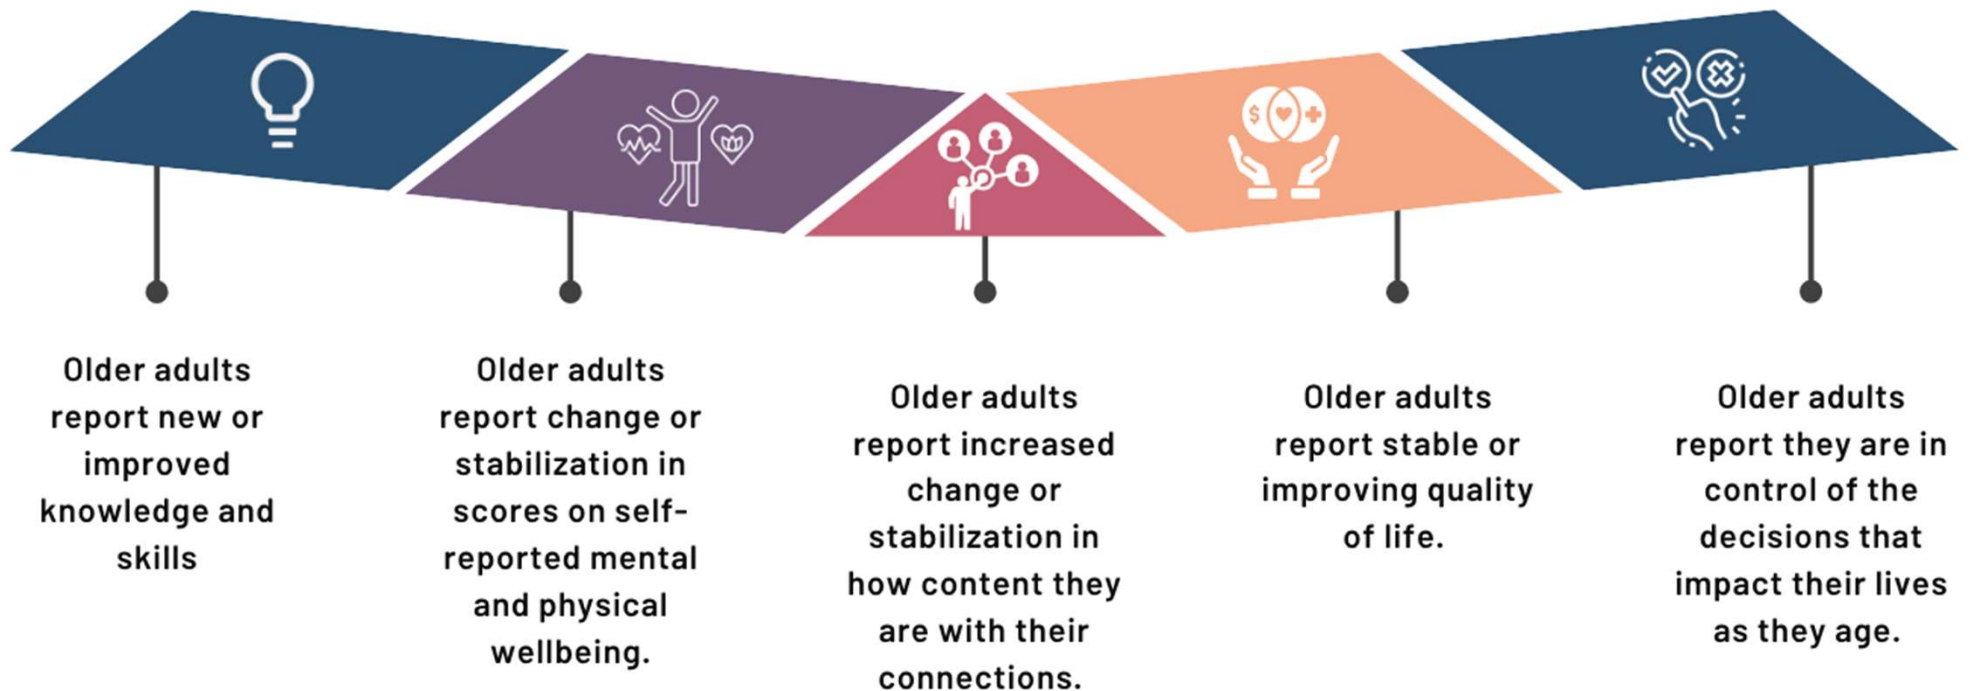 Older adults
report new or
improved
knowledge and
skills
Older adults
report change or
stabilization in
scores on self-
reported mental
and physical
wellbeing.
Older adults
report increased
change or
stabilization in
how content they
are with their
connections.
Older adults
report stable or
improving quality
of life.
Older adults
report they are in
control of the
decisions that
impact their lives
as they age.